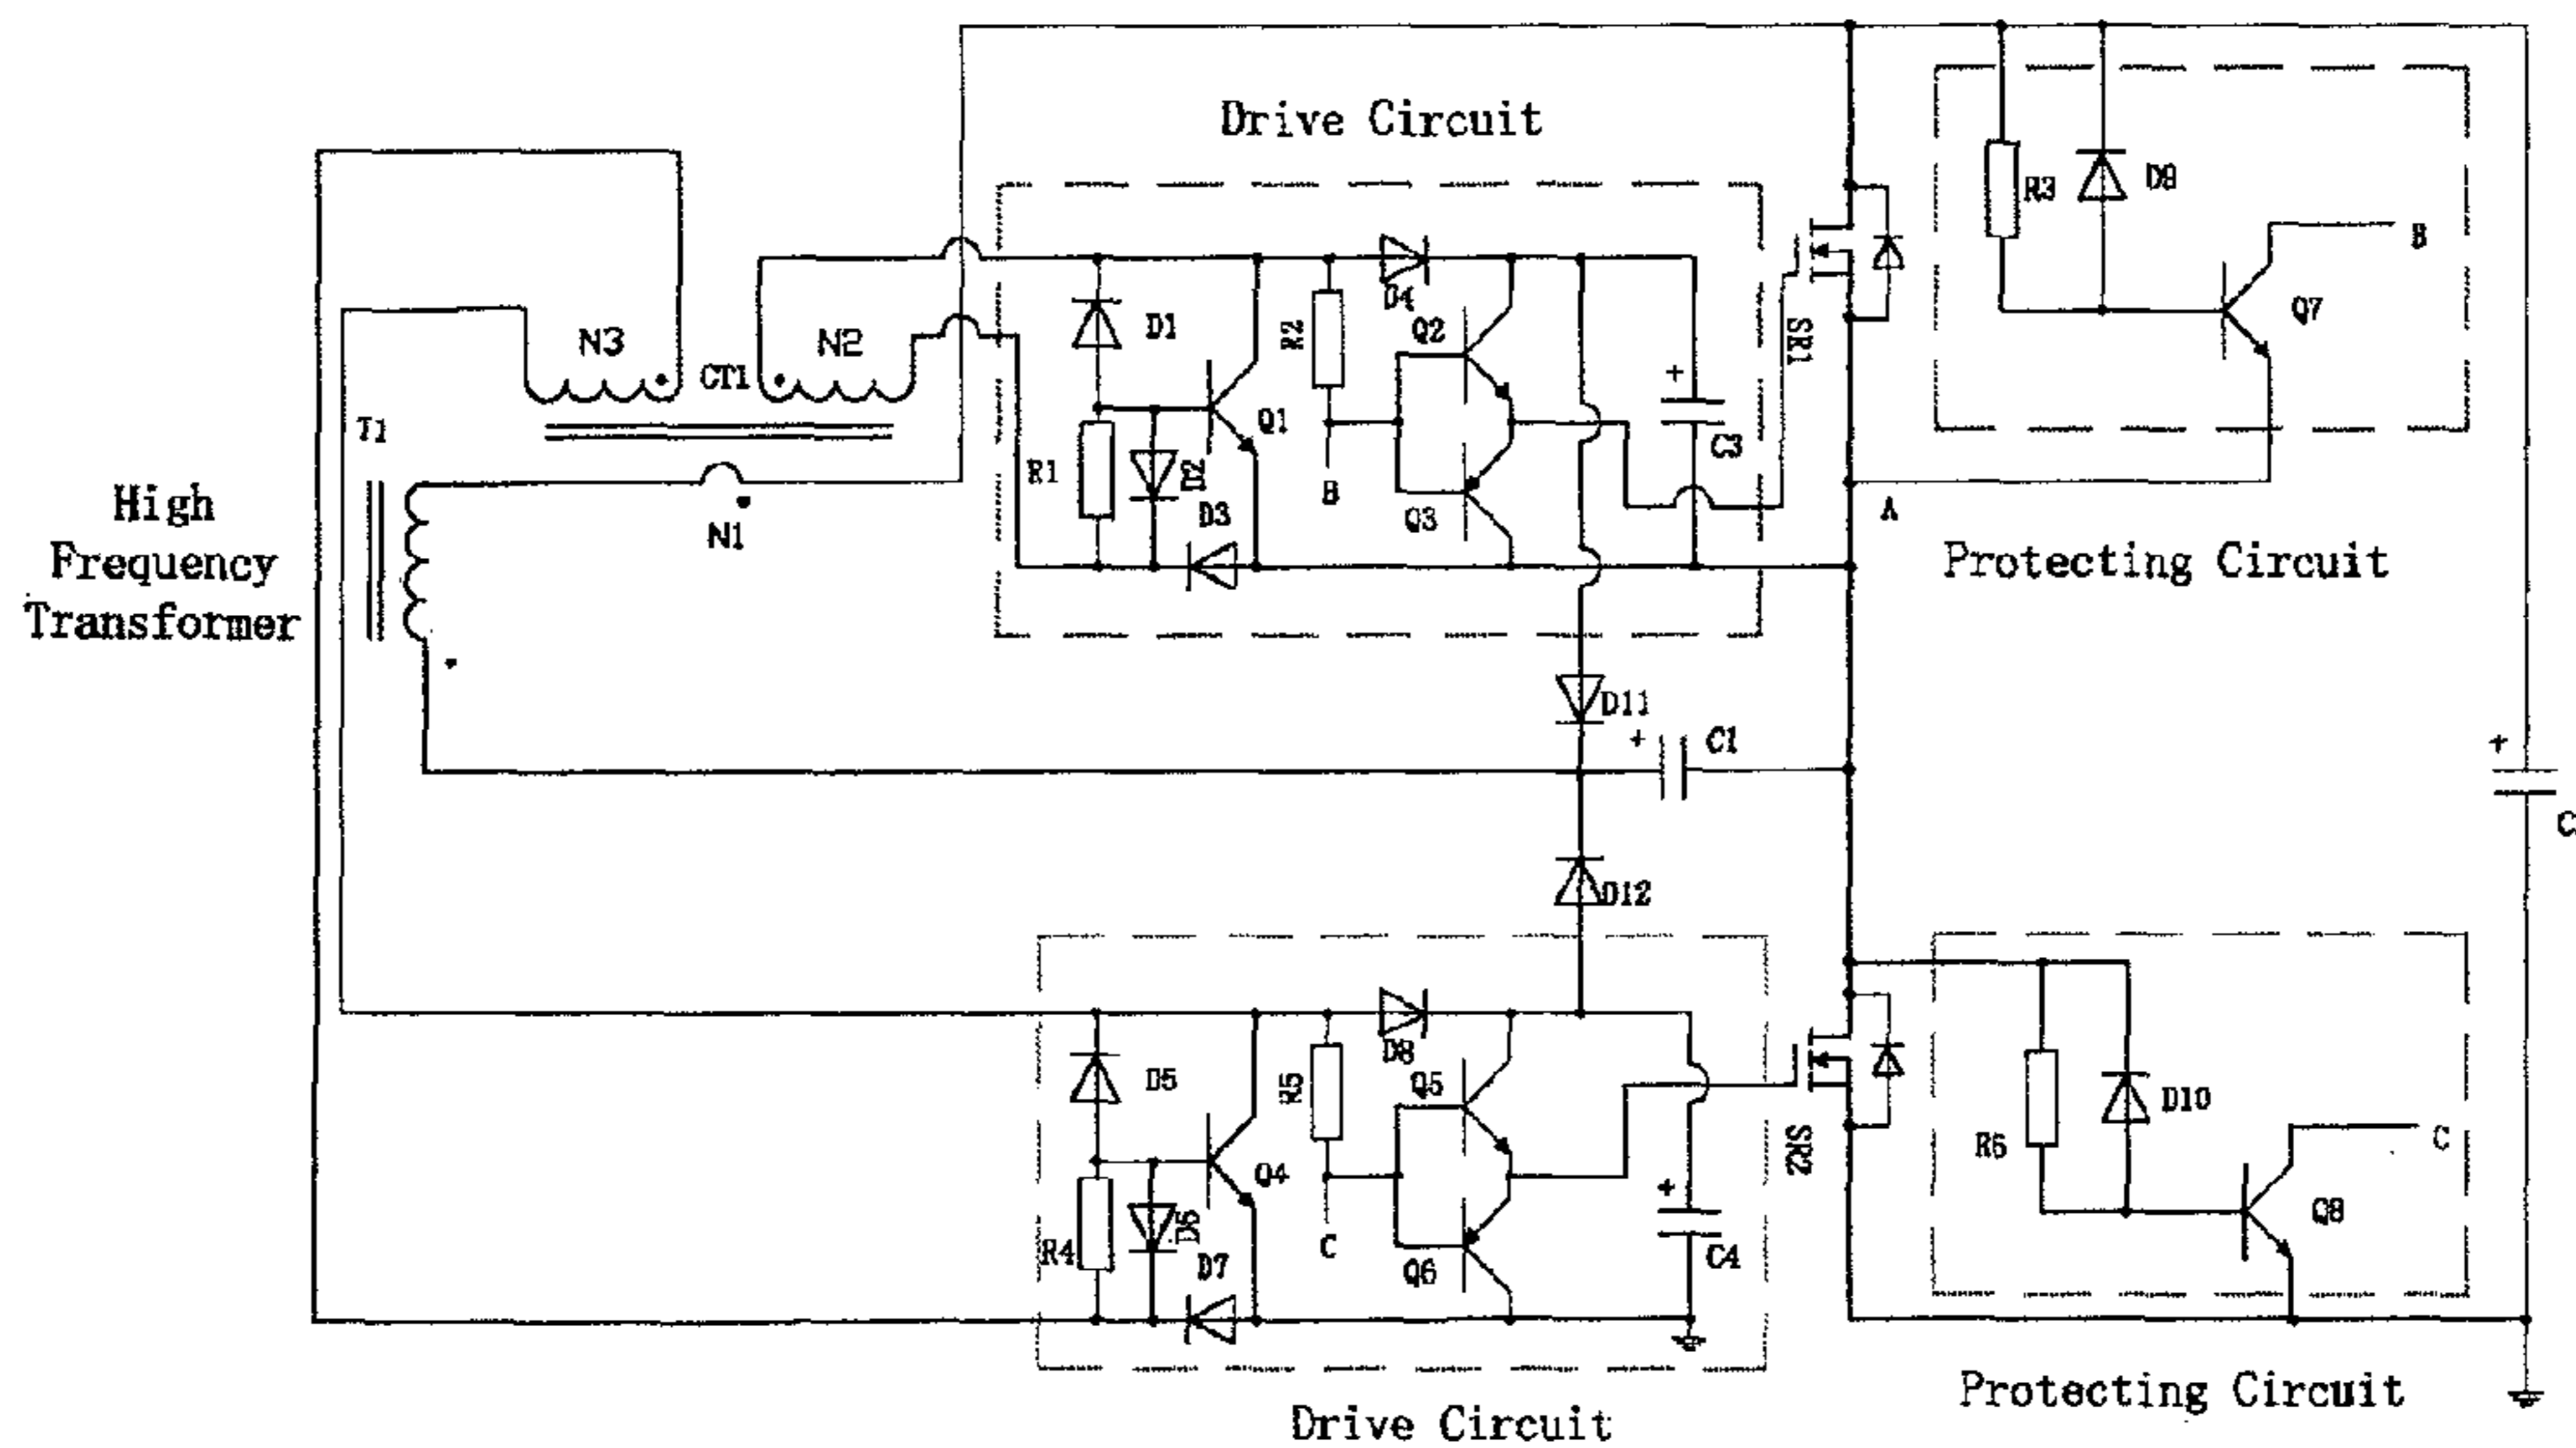 Drive Circuit
R3
D9
B
Q7
N3
CT1
N2
D1
R2
D4
Q2
+
SR1
T1
Q1
C3
High
Frequency
Transformer
N1
R1
D2
D3
B
Q3
A
Protecting Circuit
D11
+
C1
+
C
D12
D5
R5
D8
Q5
SR2
R6
D10
C
Q4
+
Q8
R4
D6
D7
C
Q6
C4
Protecting Circuit
Drive Circuit